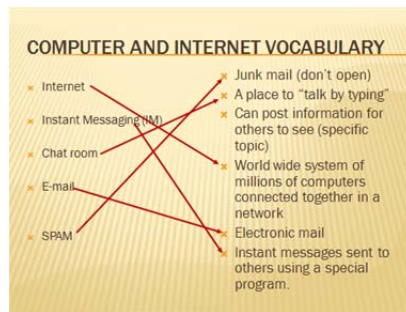 COMPUTER AND INTERNET VOCABULARY
Internet
Instant Messaging (IM)
Chat room
E-mail
SPAM
Junk mail (don't open)
A place to "talk by typing"
Can post information for
others to see (specific
topic)
World wide system of
millions of computers
connected together in a
network
Electronic mail
Instant messages sent to
others using a special
program.